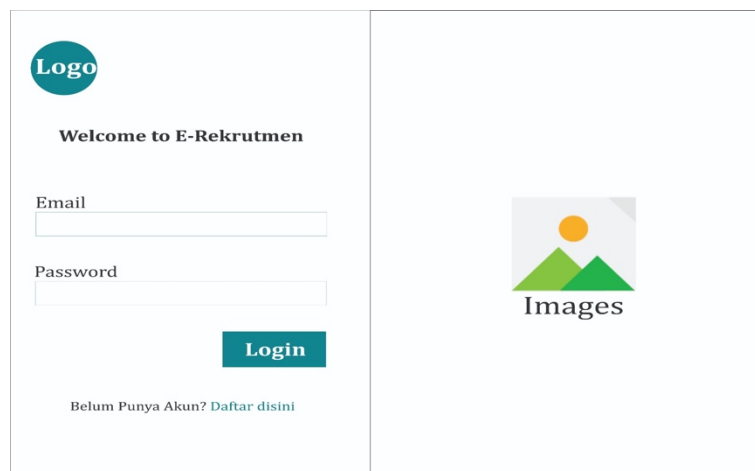 Logo
Welcome to E-Rekrutmen
Email
Password
Login
Belum Punya Akun? Daftar disini
Images